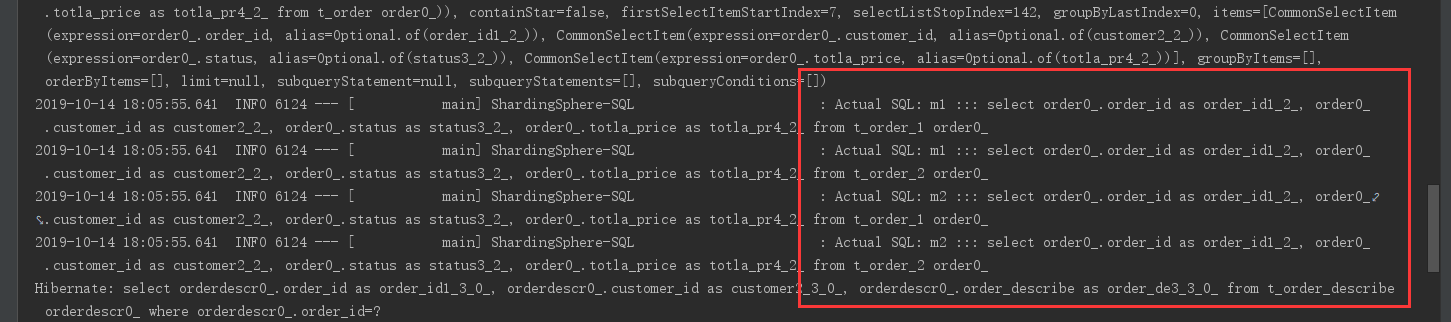 .totla_price as totla_pr4_2_ from t_order order0_)), containStar=false, firstSelectItemStartIndex=7, selectListStopIndex=142, groupByLastIndex=0, items=[CommonSelectItem
(expression=order0_.order_id, alias=Optional.of(order_id1_2_)), CommonSelectItem(expression=order0_.customer_id, alias=Optional.of(customer2_2_)), CommonSelectItem
(expression=order0_.status, alias=Optional.of(status3_2_)), CommonSelectItem(expression=order0_.totla_price, alias=Optional.of(totla_pr4_2_))], groupByItems=[],
orderByItems=[], limit=null, subqueryStatement=null, subqueryStatements=[], subqueryConditions=[])
2019-10-14 18:05:55.641  INFO 6124 --- [           main] ShardingSphere-SQL                       : Actual SQL: m1 ::: select order0_.order_id as order_id1_2_, order0_
.customer_id as customer2_2_, order0_.status as status3_2_, order0_.totla_price as totla_pr4_2_ from t_order_1 order0_
2019-10-14 18:05:55.641  INFO 6124 --- [           main] ShardingSphere-SQL                       : Actual SQL: m1 ::: select order0_.order_id as order_id1_2_, order0_
.customer_id as customer2_2_, order0_.status as status3_2_, order0_.totla_price as totla_pr4_2_ from t_order_2 order0_
2019-10-14 18:05:55.641  INFO 6124 --- [           main] ShardingSphere-SQL                       : Actual SQL: m2 ::: select order0_.order_id as order_id1_2_, order0_
.customer_id as customer2_2_, order0_.status as status3_2_, order0_.totla_price as totla_pr4_2_ from t_order_1 order0_
2019-10-14 18:05:55.641  INFO 6124 --- [           main] ShardingSphere-SQL                       : Actual SQL: m2 ::: select order0_.order_id as order_id1_2_, order0_
.customer_id as customer2_2_, order0_.status as status3_2_, order0_.totla_price as totla_pr4_2_ from t_order_2 order0_
Hibernate: select orderdescr0_.order_id as order_id1_3_0_, orderdescr0_.customer_id as customer2_3_0_, orderdescr0_.order_describe as order_de3_3_0_ from t_order_describe
orderdescr0_ where orderdescr0_.order_id=?